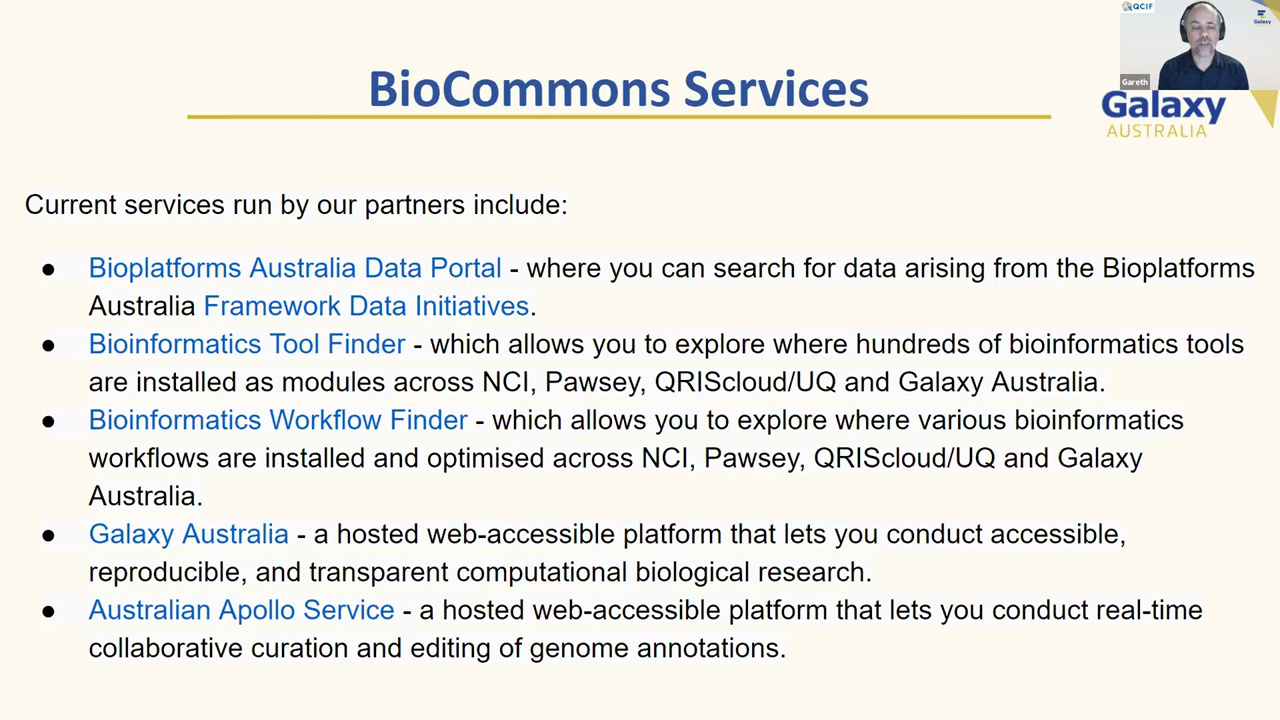 QCIF
Galaxy
Gareth
BioCommons Services
Galaxy
AUSTRALIA
Current services run by our partners include:
● Bioplatforms Australia Data Portal - where you can search for data arising from the Bioplatforms
Australia Framework Data Initiatives.
● Bioinformatics Tool Finder - which allows you to explore where hundreds of bioinformatics tools
are installed as modules across NCI, Pawsey, QRIScloud/UQ and Galaxy Australia.
● Bioinformatics Workflow Finder - which allows you to explore where various bioinformatics
workflows are installed and optimised across NCI, Pawsey, QRIScloud/UQ and Galaxy
Australia.
● Galaxy Australia - a hosted web-accessible platform that lets you conduct accessible,
reproducible, and transparent computational biological research.
● Australian Apollo Service - a hosted web-accessible platform that lets you conduct real-time
collaborative curation and editing of genome annotations.